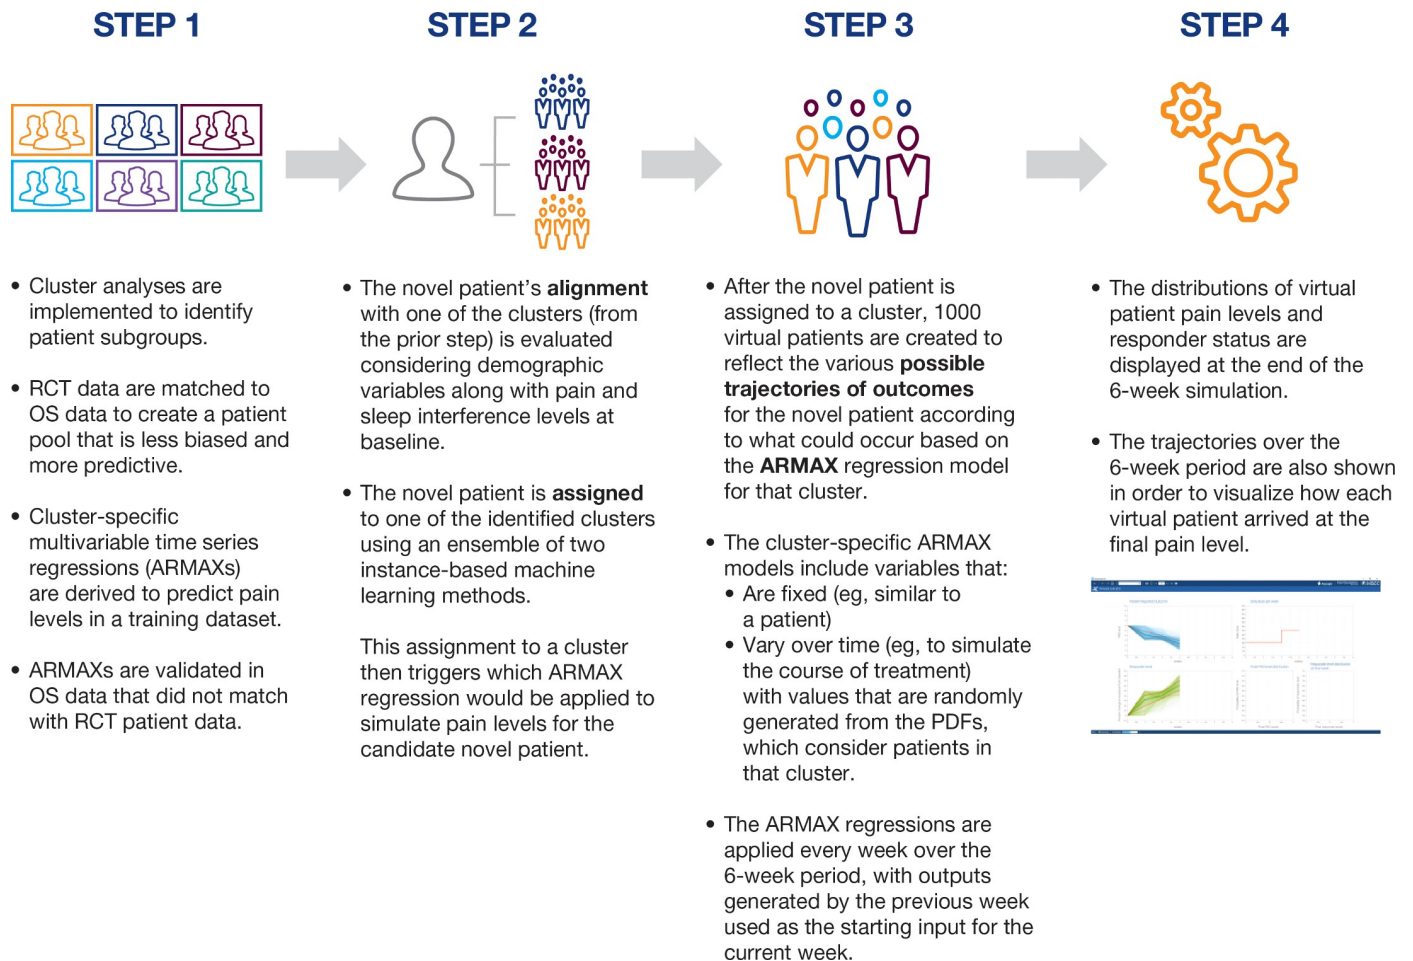 STEP 1
• Cluster analyses are
implemented to identify
patient subgroups.
• RCT data are matched to
OS data to create a patient
pool that is less biased and
more predictive.
• Cluster-specific
multivariable time series
regressions (ARMAXs)
are derived to predict pain
levels in a training dataset.
• ARMAXs are validated in
OS data that did not match
with RCT patient data.
STEP 2
• The novel patient's alignment
with one of the clusters (from
the prior step) is evaluated
considering demographic
variables along with pain and
sleep interference levels at
baseline.
• The novel patient is assigned
to one of the identified clusters
using an ensemble of two
instance-based machine
learning methods.
This assignment to a cluster
then triggers which ARMAX
regression would be applied to
simulate pain levels for the
candidate novel patient.
STEP 3
• After the novel patient is
assigned to a cluster, 1000
virtual patients are created to
reflect the various possible
trajectories of outcomes
for the novel patient according
to what could occur based on
the ARMAX regression model
for that cluster.
• The cluster-specific ARMAX
models include variables that:
• Are fixed (eg, similar to
a patient)
• Vary over time (eg, to simulate
the course of treatment)
with values that are randomly
generated from the PDFs,
which consider patients in
that cluster.
• The ARMAX regressions are
applied every week over the
6-week period, with outputs
generated by the previous week
used as the starting input for the
current week.
STEP 4
• The distributions of virtual
patient pain levels and
responder status are
displayed at the end of the
6-week simulation.
• The trajectories over the
6-week period are also shown
in order to visualize how each
virtual patient arrived at the
final pain level.